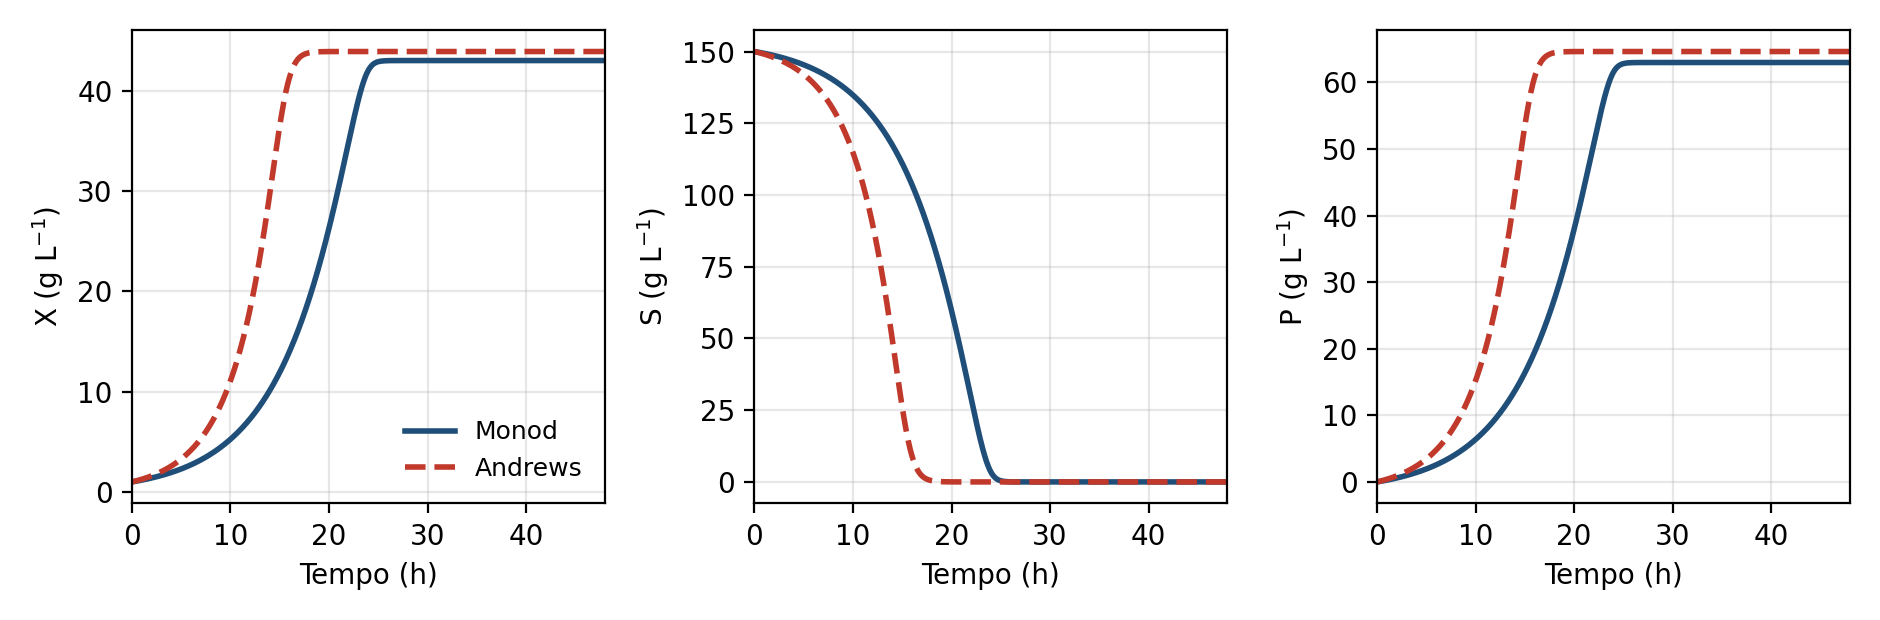 X (g L⁻¹)
40
30
20
10
0
Monod
Andrews
0 10 20 30 40
Tempo (h)
S (g L⁻¹)
150
125
100
75
50
25
0
0 10 20 30 40
Tempo (h)
P (g L⁻¹)
60
50
40
30
20
10
0
0 10 20 30 40
Tempo (h)